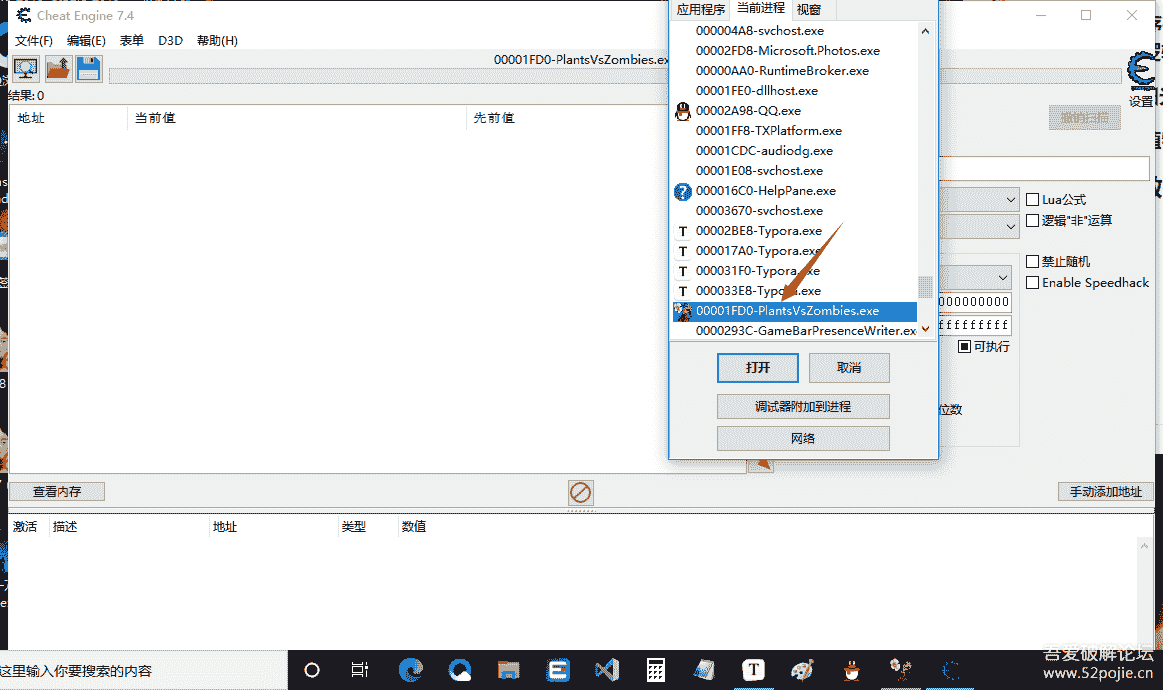 Cheat Engine 7.4
文件(F) 编辑(E) 表单 D3D 帮助(H)
00001FD0-PlantsVsZombies.ex
结果: 0
地址 当前值 先前值
应用程序 当前进程 视窗
000004A8-svchost.exe
00002FD8-Microsoft.Photos.exe
00000AA0-RuntimeBroker.exe
00001FE0-dllhost.exe
00002A98-QQ.exe
00001FF8-TXPlatform.exe
00001CDC-audiodg.exe
00001E08-svchost.exe
000016C0-HelpPane.exe
00003670-svchost.exe
00002BE8-Typora.exe
000017A0-Typora.exe
000031F0-Typora.exe
000033E8-Typora.exe
00001FD0-PlantsVsZombies.exe
0000293C-GameBarPresenceWriter.exe
打开 取消
调试器附加到进程
网络
设置
撤销扫描
Lua公式
逻辑"非"运算
禁止随机
Enable Speedhack
000000000
fffffffff
可执行
位数
查看内存 手动添加地址
激活 描述 地址 类型 数值
这里输入你要搜索的内容
吾爱破解论坛
www.52pojie.cn